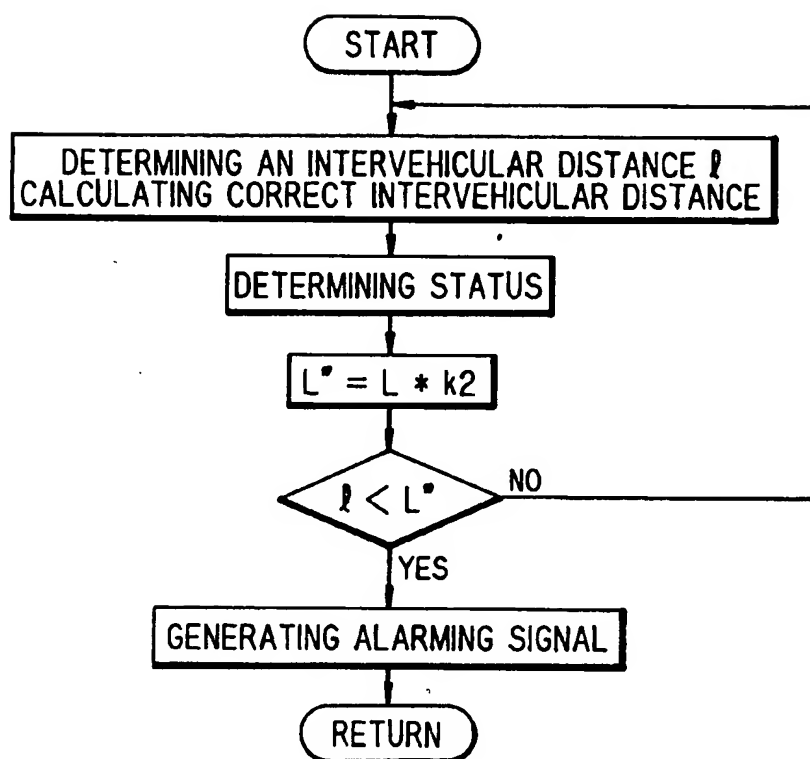 START
DETERMINING AN INTERVEHICULAR DISTANCE ℓ
CALCULATING CORRECT INTERVEHICULAR DISTANCE
DETERMINING STATUS
L* = L * k2
ℓ < L*
NO
YES
GENERATING ALARMING SIGNAL
RETURN